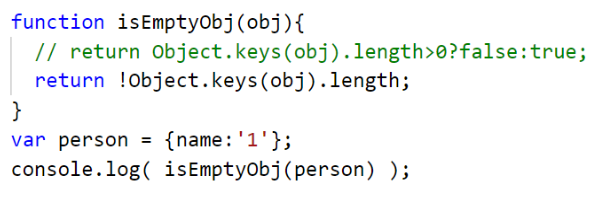 function isEmptyObj(obj){
  // return Object.keys(obj).length>0?false:true;
  return !Object.keys(obj).length;
}
var person = {name:'1'};
console.log( isEmptyObj(person) );